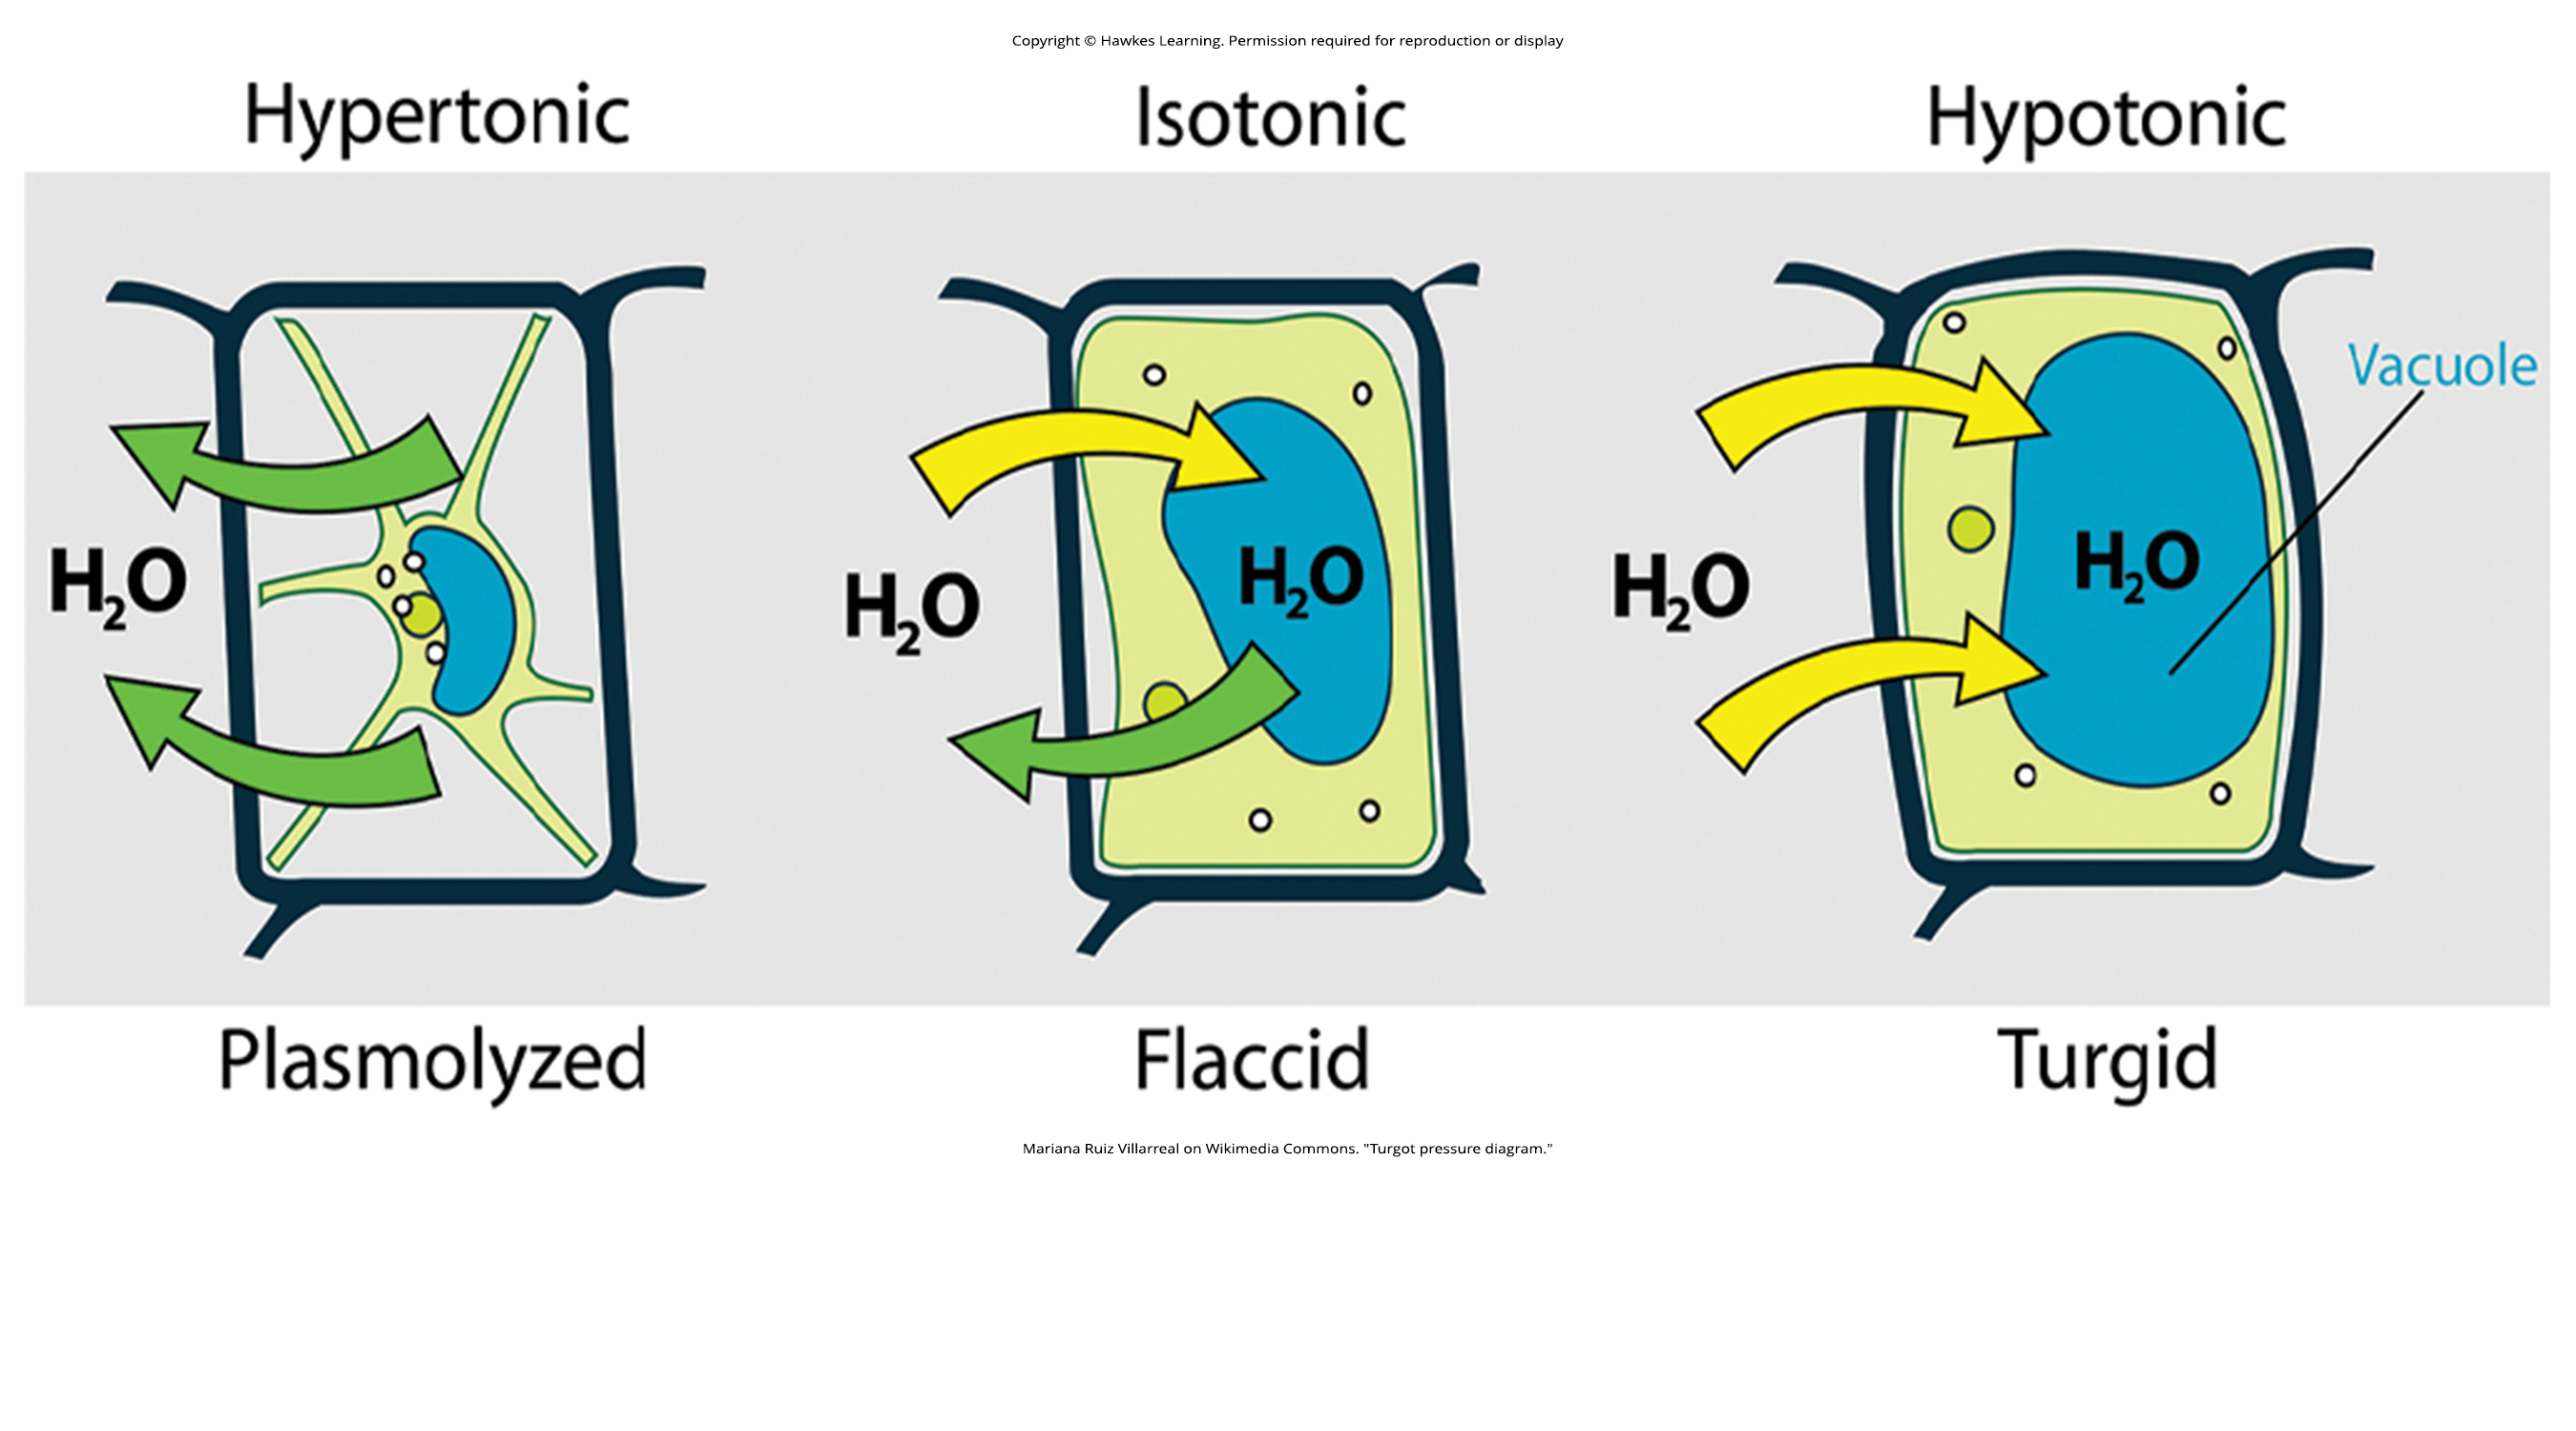 Copyright © Hawkes Learning. Permission required for reproduction or display
Hypertonic
Isotonic
Hypotonic
Vacuole
H₂O
H₂O
H₂O
H₂O
H₂O
Plasmolyzed
Flaccid
Turgid
Mariana Ruiz Villarreal on Wikimedia Commons. "Turgot pressure diagram."